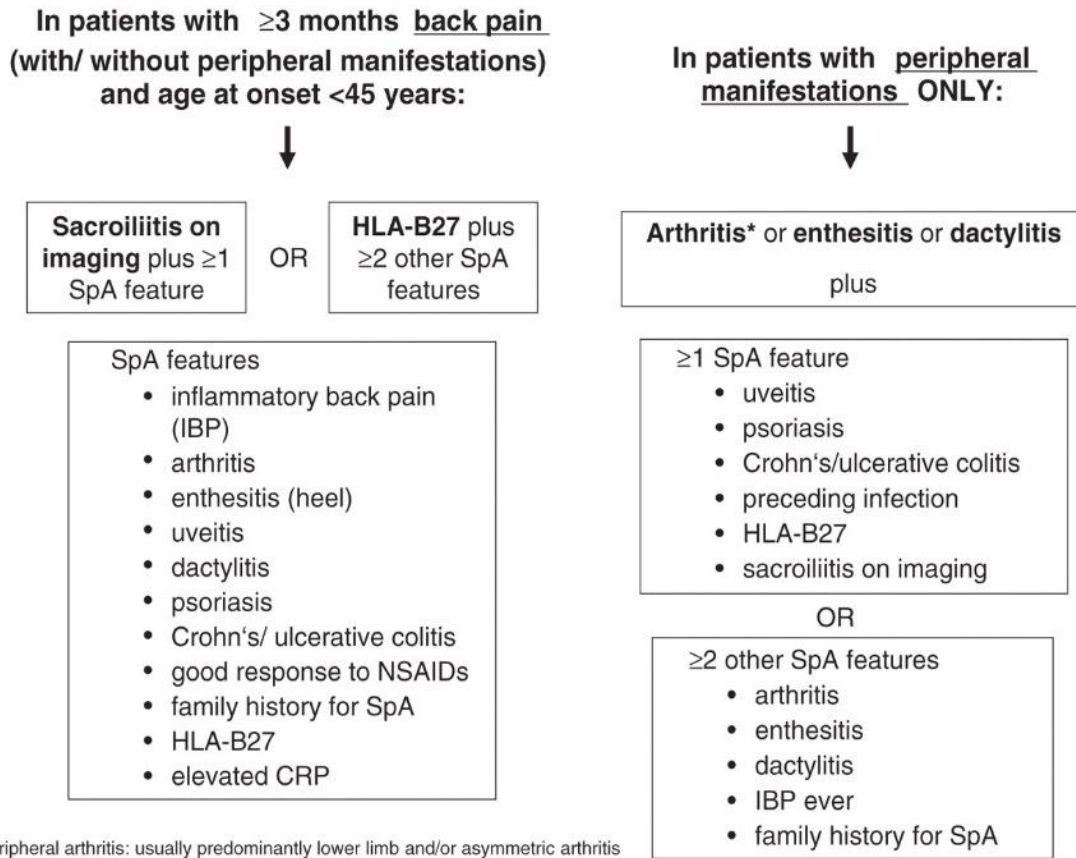 In patients with ≥3 months back pain
(with/ without peripheral manifestations)
and age at onset <45 years:
Sacroiliitis on
imaging plus ≥1
SpA feature
OR
HLA-B27 plus
≥2 other SpA
features
SpA features
• inflammatory back pain
(IBP)
• arthritis
• enthesitis (heel)
• uveitis
• dactylitis
• psoriasis
• Crohn‘s/ ulcerative colitis
• good response to NSAIDs
• family history for SpA
• HLA-B27
• elevated CRP
In patients with peripheral
manifestations ONLY:
Arthritis* or enthesitis or dactylitis
plus
≥1 SpA feature
• uveitis
• psoriasis
• Crohn‘s/ulcerative colitis
• preceding infection
• HLA-B27
• sacroiliitis on imaging
OR
≥2 other SpA features
• arthritis
• enthesitis
• dactylitis
• IBP ever
• family history for SpA
ripheral arthritis: usually predominantly lower limb and/or asymmetric arthritis